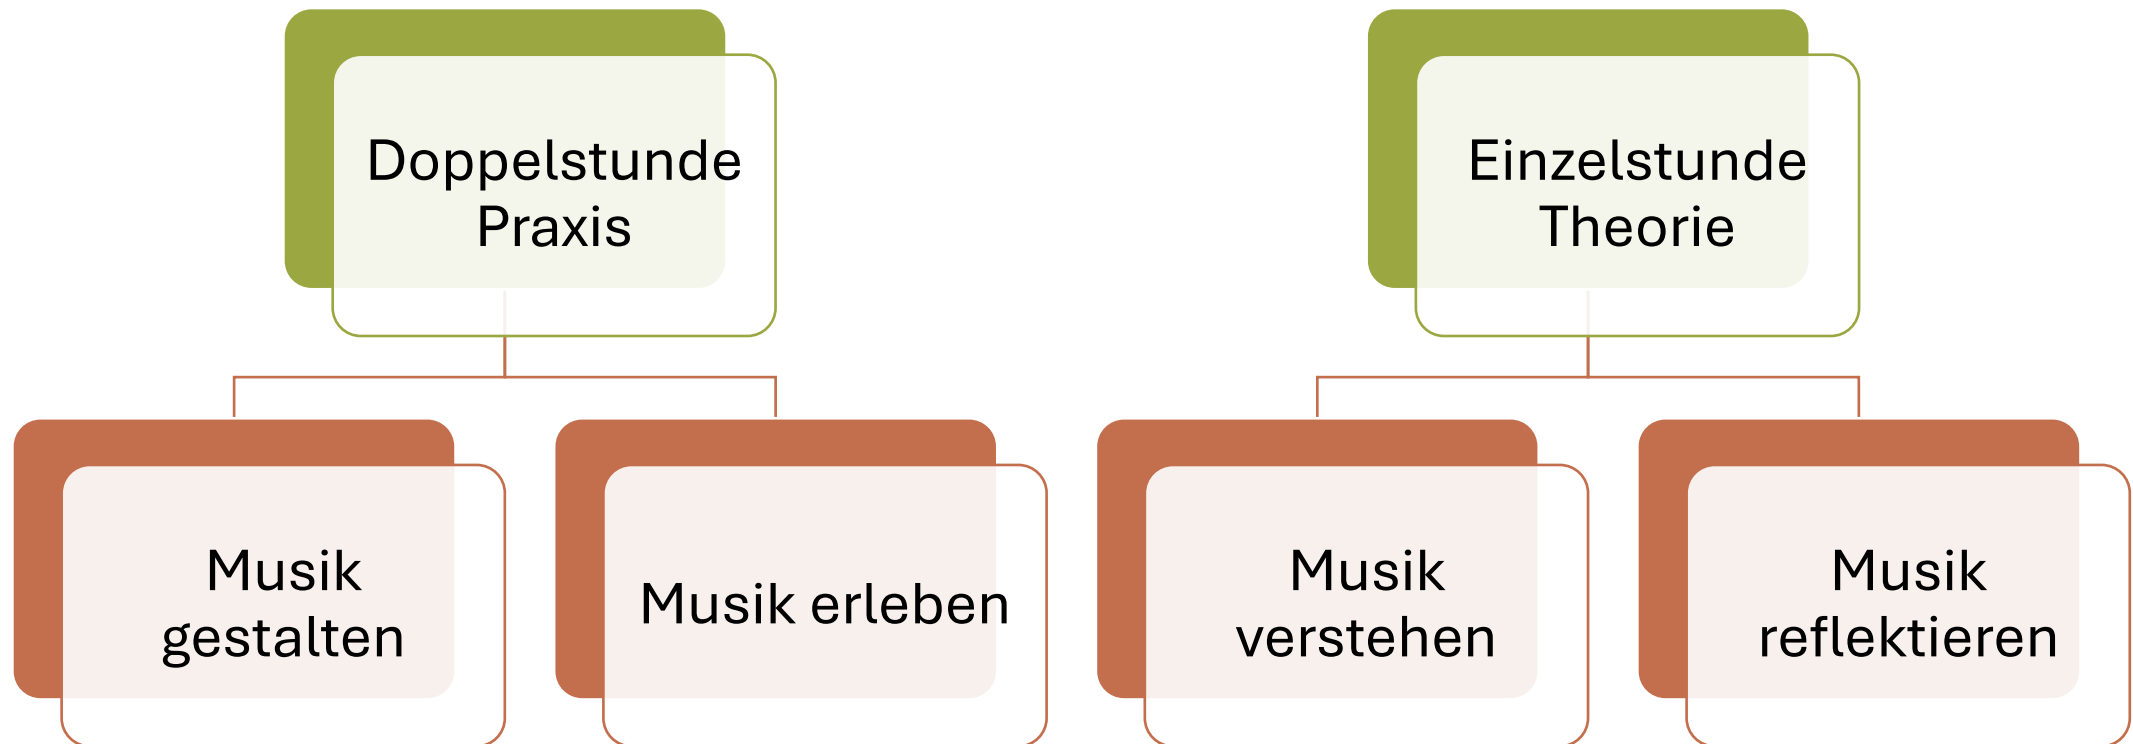 Doppelstunde
Praxis
Einzelstunde
Theorie
Musik
gestalten
Musik erleben
Musik
verstehen
Musik
reflektieren